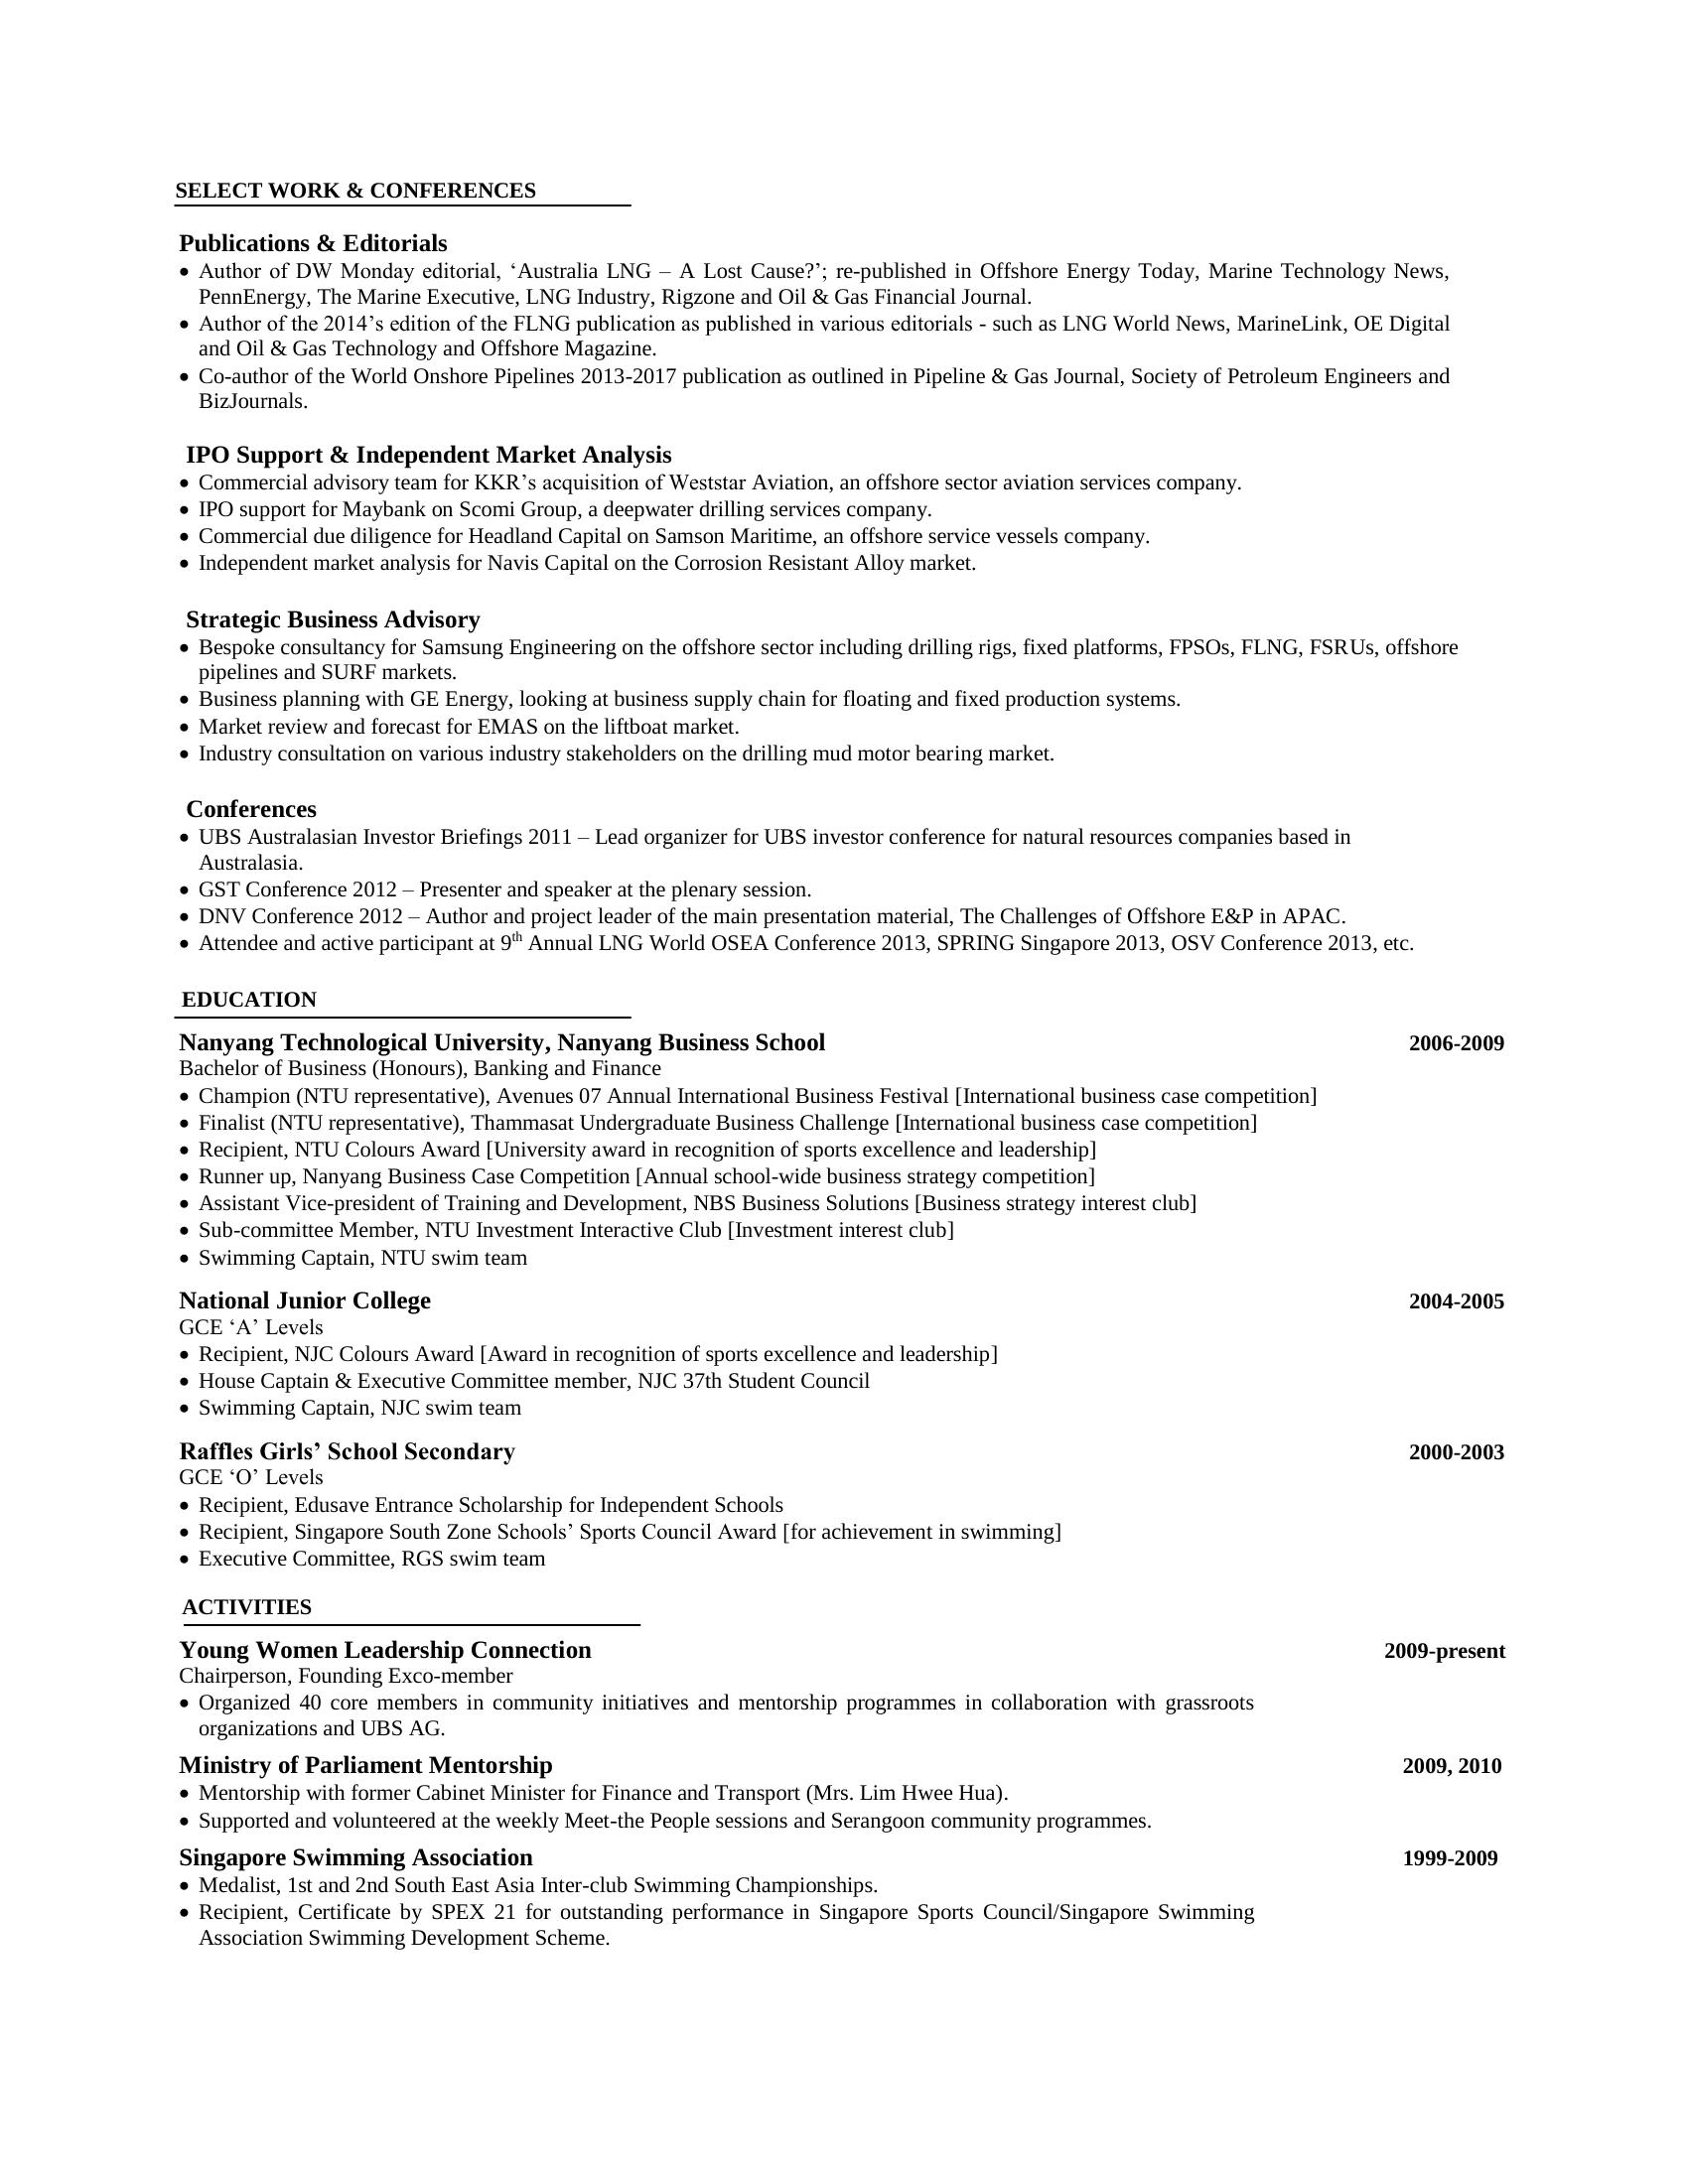 SELECT WORK & CONFERENCES
Publications & Editorials
• Author of DW Monday editorial, ‘Australia LNG – A Lost Cause?’; re-published in Offshore Energy Today, Marine Technology News,
PennEnergy, The Marine Executive, LNG Industry, Rigzone and Oil & Gas Financial Journal.
• Author of the 2014’s edition of the FLNG publication as published in various editorials - such as LNG World News, MarineLink, OE Digital
and Oil & Gas Technology and Offshore Magazine.
• Co-author of the World Onshore Pipelines 2013-2017 publication as outlined in Pipeline & Gas Journal, Society of Petroleum Engineers and
BizJournals.
IPO Support & Independent Market Analysis
• Commercial advisory team for KKR’s acquisition of Weststar Aviation, an offshore sector aviation services company.
• IPO support for Maybank on Scomi Group, a deepwater drilling services company.
• Commercial due diligence for Headland Capital on Samson Maritime, an offshore service vessels company.
• Independent market analysis for Navis Capital on the Corrosion Resistant Alloy market.
Strategic Business Advisory
• Bespoke consultancy for Samsung Engineering on the offshore sector including drilling rigs, fixed platforms, FPSOs, FLNG, FSRUs, offshore
pipelines and SURF markets.
• Business planning with GE Energy, looking at business supply chain for floating and fixed production systems.
• Market review and forecast for EMAS on the liftboat market.
• Industry consultation on various industry stakeholders on the drilling mud motor bearing market.
Conferences
• UBS Australasian Investor Briefings 2011 – Lead organizer for UBS investor conference for natural resources companies based in
Australasia.
• GST Conference 2012 – Presenter and speaker at the plenary session.
• DNV Conference 2012 – Author and project leader of the main presentation material, The Challenges of Offshore E&P in APAC.
• Attendee and active participant at 9th Annual LNG World OSEA Conference 2013, SPRING Singapore 2013, OSV Conference 2013, etc.
EDUCATION
Nanyang Technological University, Nanyang Business School 2006-2009
Bachelor of Business (Honours), Banking and Finance
• Champion (NTU representative), Avenues 07 Annual International Business Festival [International business case competition]
• Finalist (NTU representative), Thammasat Undergraduate Business Challenge [International business case competition]
• Recipient, NTU Colours Award [University award in recognition of sports excellence and leadership]
• Runner up, Nanyang Business Case Competition [Annual school-wide business strategy competition]
• Assistant Vice-president of Training and Development, NBS Business Solutions [Business strategy interest club]
• Sub-committee Member, NTU Investment Interactive Club [Investment interest club]
• Swimming Captain, NTU swim team
National Junior College 2004-2005
GCE ‘A’ Levels
• Recipient, NJC Colours Award [Award in recognition of sports excellence and leadership]
• House Captain & Executive Committee member, NJC 37th Student Council
• Swimming Captain, NJC swim team
Raffles Girls’ School Secondary 2000-2003
GCE ‘O’ Levels
• Recipient, Edusave Entrance Scholarship for Independent Schools
• Recipient, Singapore South Zone Schools’ Sports Council Award [for achievement in swimming]
• Executive Committee, RGS swim team
ACTIVITIES
Young Women Leadership Connection 2009-present
Chairperson, Founding Exco-member
• Organized 40 core members in community initiatives and mentorship programmes in collaboration with grassroots
organizations and UBS AG.
Ministry of Parliament Mentorship 2009, 2010
• Mentorship with former Cabinet Minister for Finance and Transport (Mrs. Lim Hwee Hua).
• Supported and volunteered at the weekly Meet-the People sessions and Serangoon community programmes.
Singapore Swimming Association 1999-2009
• Medalist, 1st and 2nd South East Asia Inter-club Swimming Championships.
• Recipient, Certificate by SPEX 21 for outstanding performance in Singapore Sports Council/Singapore Swimming
Association Swimming Development Scheme.